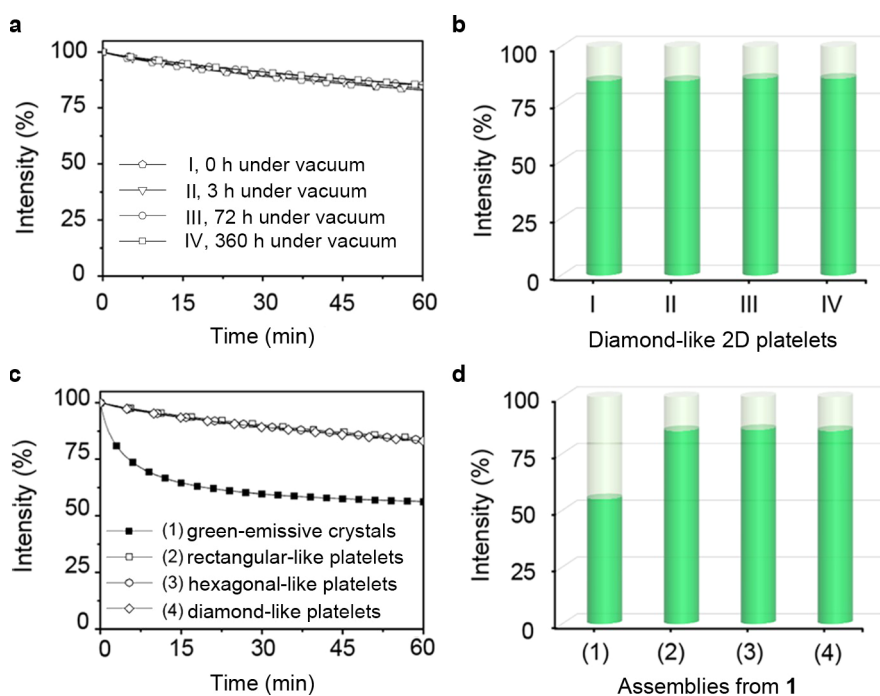 a
Intensity (%)
100
75
50
25
0
I, 0 h under vacuum
II, 3 h under vacuum
III, 72 h under vacuum
IV, 360 h under vacuum
0 15 30 45 60
Time (min)
b
Intensity (%)
100
75
50
25
0
I II III IV
Diamond-like 2D platelets
c
Intensity (%)
100
75
50
25
0
(1) green-emissive crystals
(2) rectangular-like platelets
(3) hexagonal-like platelets
(4) diamond-like platelets
0 15 30 45 60
Time (min)
d
Intensity (%)
100
75
50
25
0
(1) (2) (3) (4)
Assemblies from 1